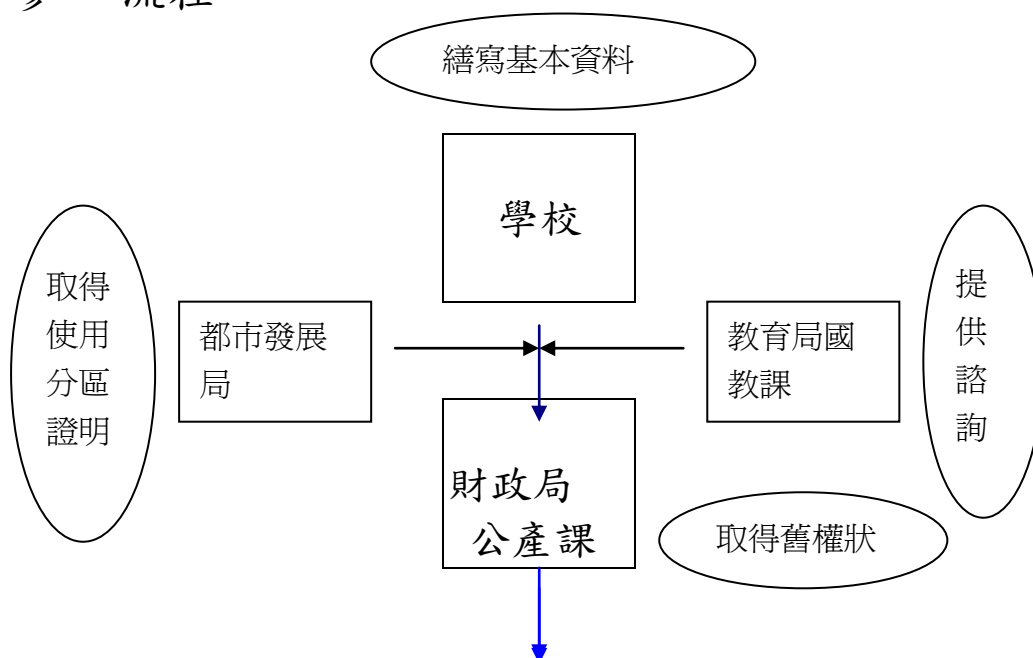 繕寫基本資料
學校
取得
使用
分區
證明
都市發展
局
教育局國
教課
提
供
諮
詢
財政局
公產課
取得舊權狀